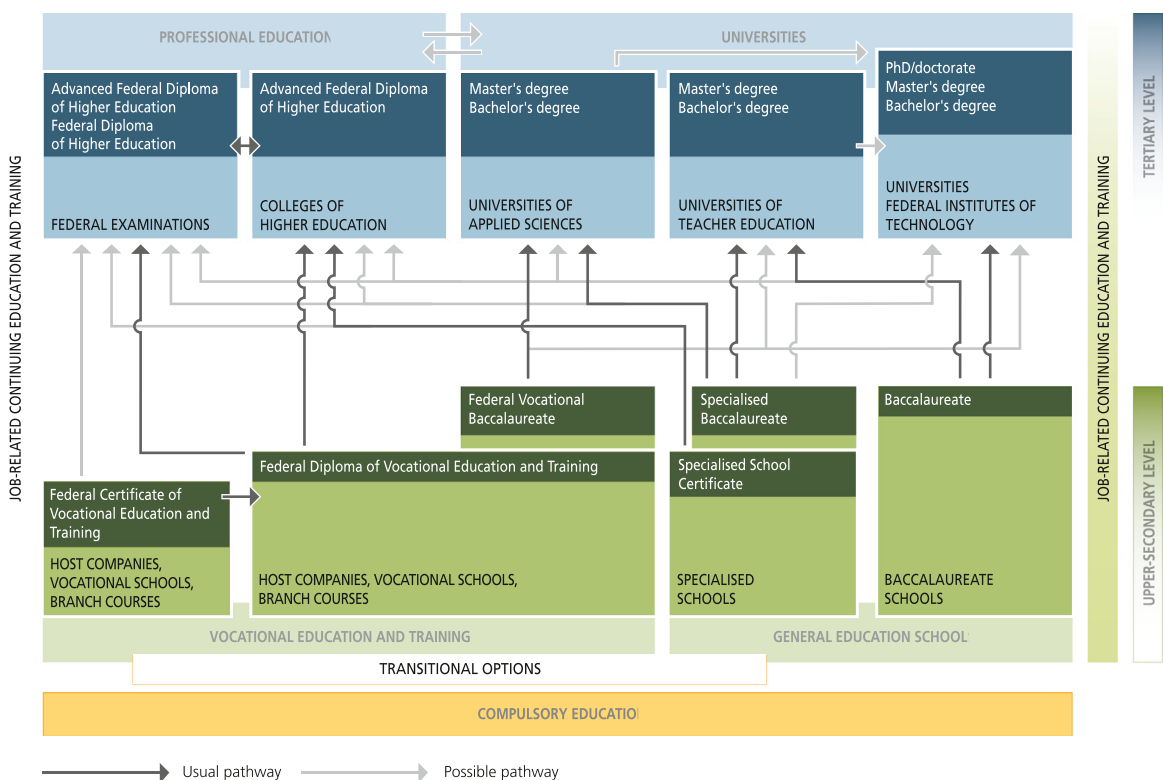 PROFESSIONAL EDUCATION
UNIVERSITIES
Advanced Federal Diploma
of Higher Education
Federal Diploma
of Higher Education
FEDERAL EXAMINATIONS
Advanced Federal Diploma
of Higher Education
COLLEGES OF
HIGHER EDUCATION
Master's degree
Bachelor's degree
UNIVERSITIES OF
APPLIED SCIENCES
Master's degree
Bachelor's degree
UNIVERSITIES OF
TEACHER EDUCATION
PhD/doctorate
Master's degree
Bachelor's degree
UNIVERSITIES
FEDERAL INSTITUTES OF
TECHNOLOGY
JOB-RELATED CONTINUING EDUCATION AND TRAINING
JOB-RELATED CONTINUING EDUCATION AND TRAINING
TERTIARY LEVEL
UPPER-SECONDARY LEVEL
Federal Vocational
Baccalaureate
Specialised
Baccalaureate
Baccalaureate
BACCALAUREATE
SCHOOLS
Federal Diploma of Vocational Education and Training
HOST COMPANIES, VOCATIONAL SCHOOLS,
BRANCH COURSES
Specialised School
Certificate
SPECIALISED
SCHOOLS
Federal Certificate of
Vocational Education and
Training
HOST COMPANIES,
VOCATIONAL SCHOOLS,
BRANCH COURSES
VOCATIONAL EDUCATION AND TRAINING
GENERAL EDUCATION SCHOOL
TRANSITIONAL OPTIONS
COMPULSORY EDUCATIO
Usual pathway
Possible pathway